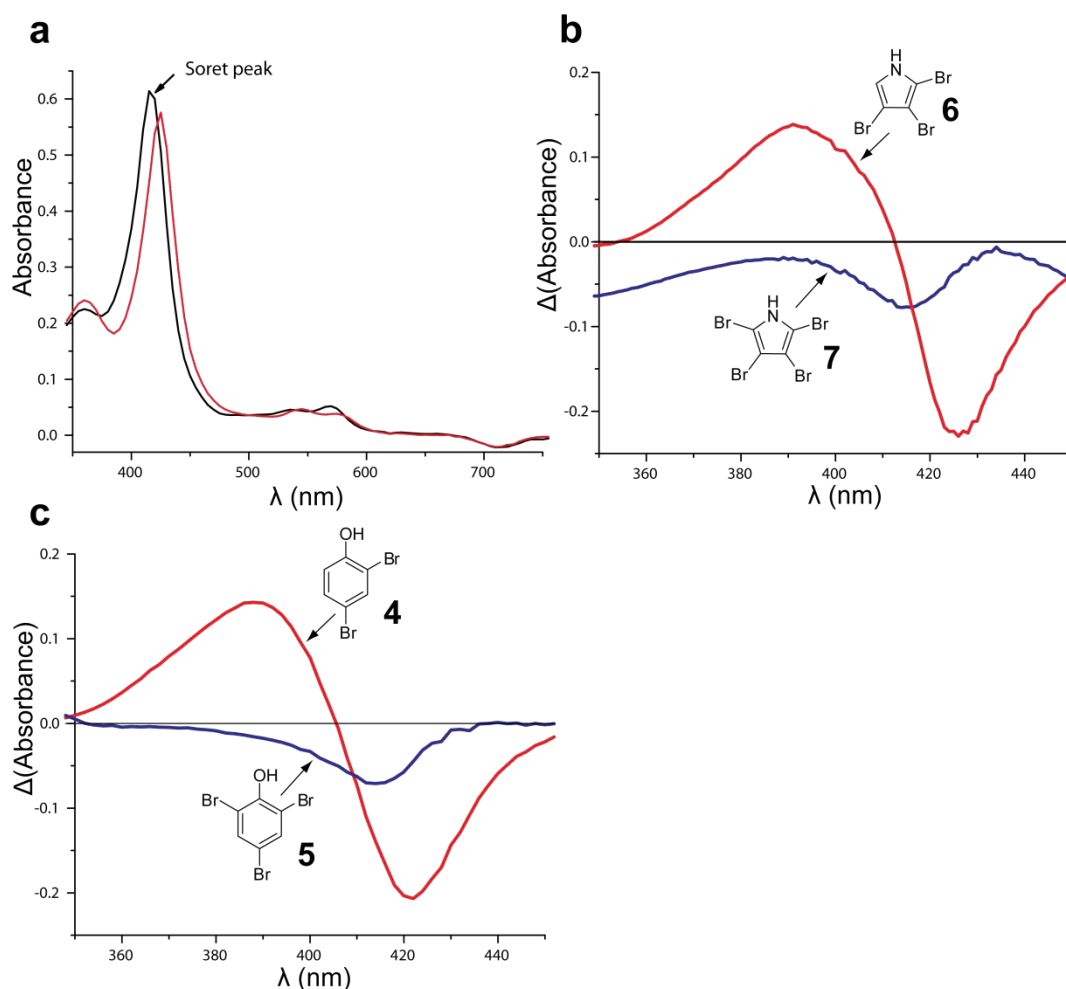 a
Soret peak
Absorbance
0.6
0.5
0.4
0.3
0.2
0.1
0.0
400
500
600
700
λ (nm)
b
Δ(Absorbance)
0.2
0.1
0.0
-0.1
-0.2
360
380
400
420
440
λ (nm)
H
N
Br
Br
Br
6
H
N
Br
Br
Br
Br
7
c
Δ(Absorbance)
0.2
0.1
0.0
-0.1
-0.2
360
380
400
420
440
λ (nm)
OH
Br
Br
4
OH
Br
Br
Br
5